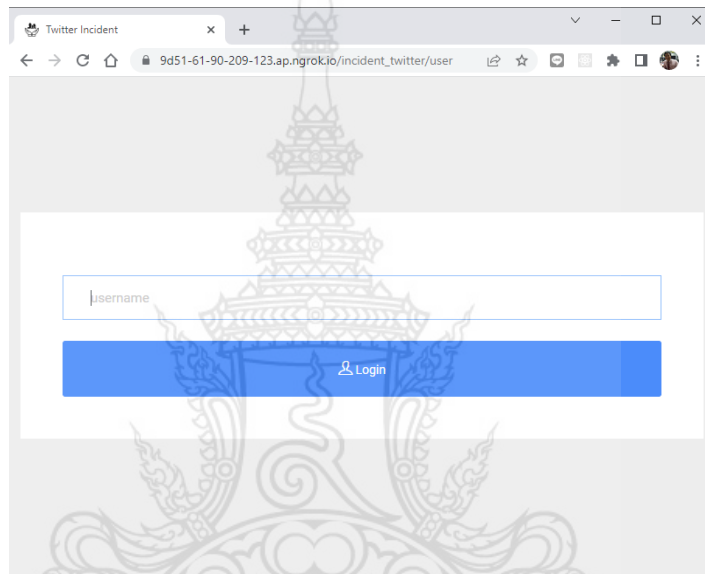 Twitter Incident
9d51-61-90-209-123.ap.ngrok.io/incident_twitter/user
username
Login